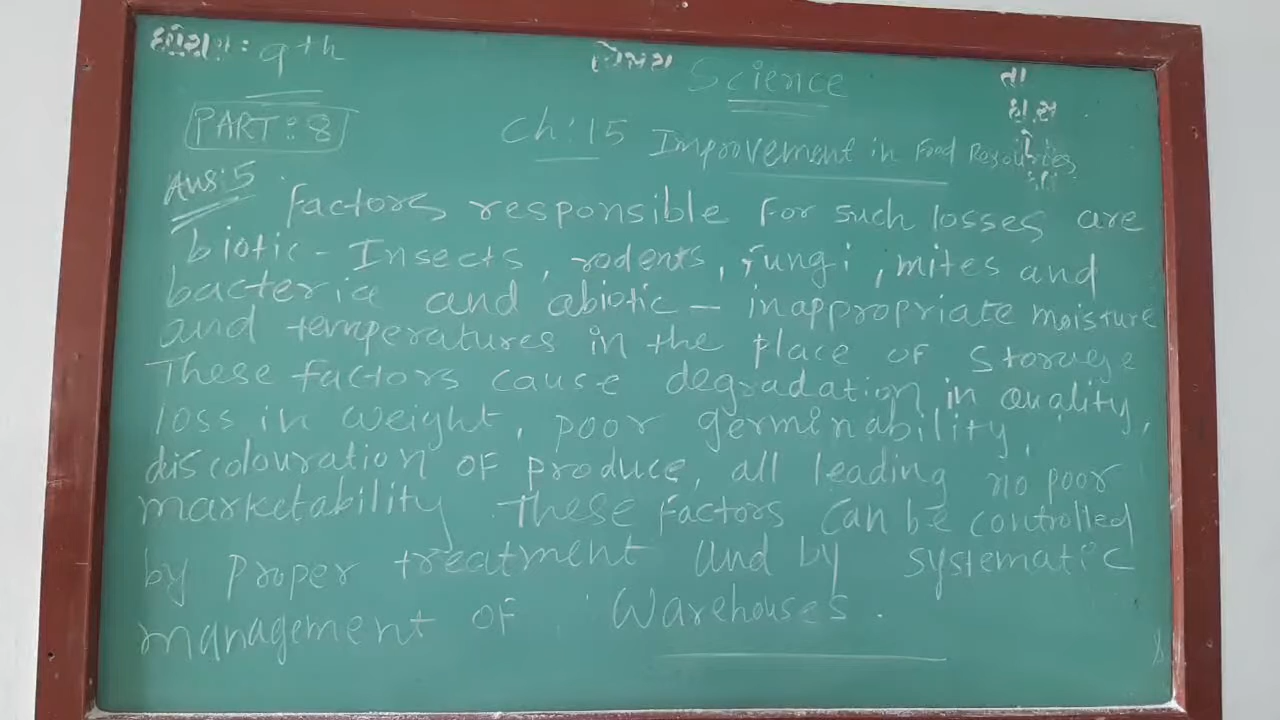 ધોરણ : 9th
વિષય Science
તા
PART : 8
Ch : 15 Improvement in Food Resources
Ans : 5
Factors responsible for such losses are
biotic - Insects, rodents, fungi, mites and
bacteria and abiotic - inappropriate moisture
and temperatures in the place of storage
These factors cause degradation in quality,
loss in weight, poor germinability,
discolouration of produce, all leading no poor
marketability. These factors can be controlled
by proper treatment and by systematic
management of Warehouses.